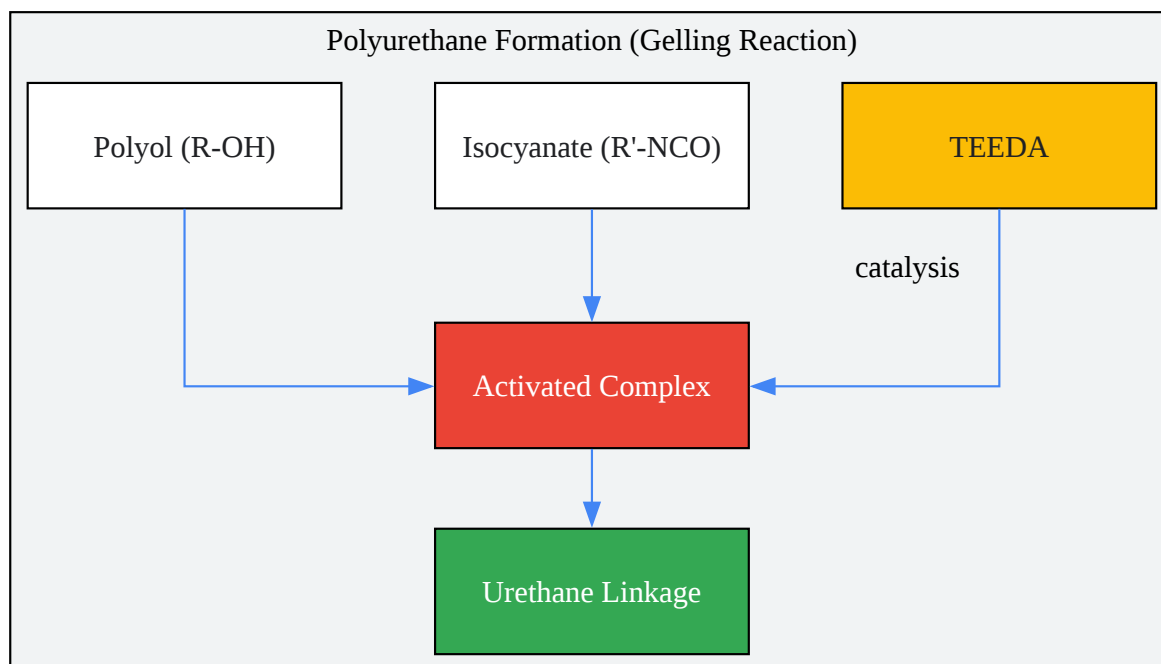 Polyurethane Formation (Gelling Reaction)
Polyol (R-OH)
Isocyanate (R'-NCO)
TEEDA
catalysis
Activated Complex
Urethane Linkage